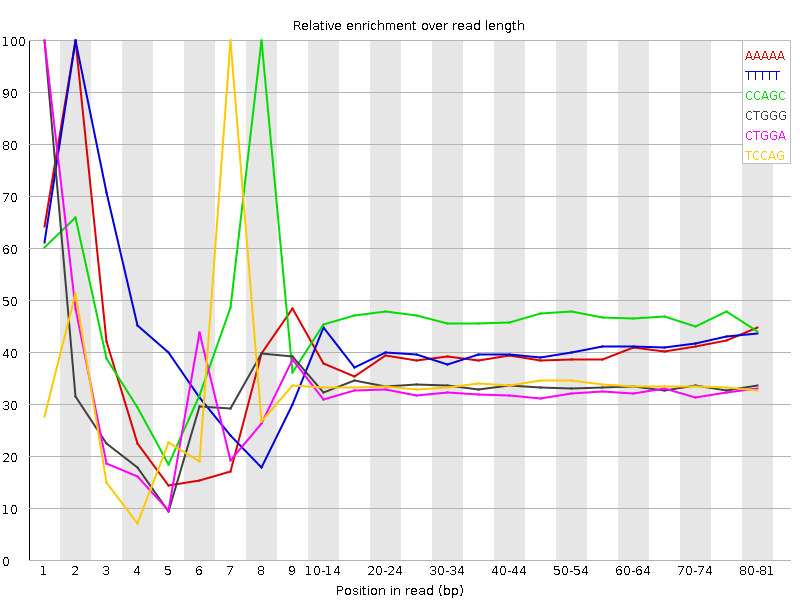 Relative enrichment over read length
100
90
80
70
60
50
40
30
20
10
0
AAAAA
TTTTT
CCAGC
CTGGG
CTGGA
TCCAG
1 2 3 4 5 6 7 8 9 10-14 20-24 30-34 40-44 50-54 60-64 70-74 80-81
Position in read (bp)